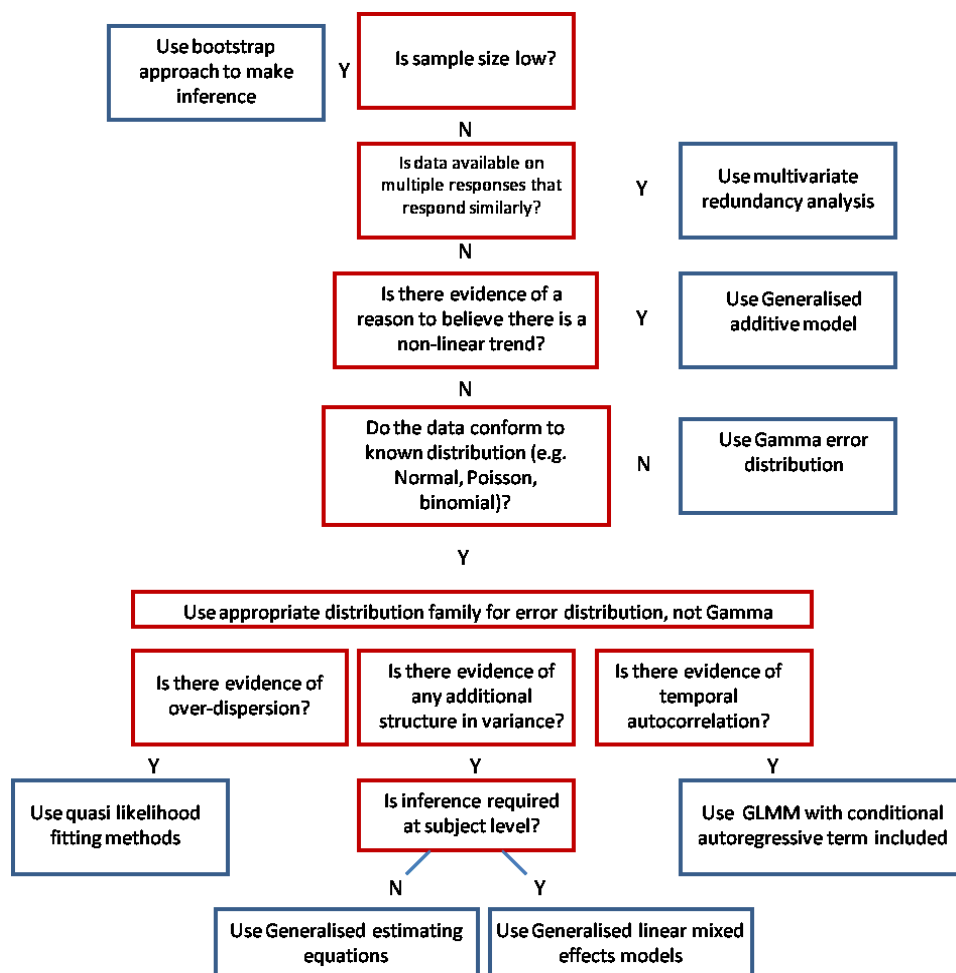 Use bootstrap
approach to make
inference
Y
Is sample size low?
N
Is data available on
multiple responses that
respond similarly?
Y
Use multivariate
redundancy analysis
N
Is there evidence of a
reason to believe there is a
non-linear trend?
Y
Use Generalised
additive model
N
Do the data conform to
known distribution (e.g.
Normal, Poisson,
binomial)?
N
Use Gamma error
distribution
Y
Use appropriate distribution family for error distribution, not Gamma
Is there evidence of
over-dispersion?
Is there evidence of
any additional
structure in variance?
Is there evidence of
temporal
autocorrelation?
Y
Y
Y
Use quasi likelihood
fitting methods
Is inference required
at subject level?
Use GLMM with conditional
autoregressive term included
N
Y
Use Generalised estimating
equations
Use Generalised linear mixed
effects models